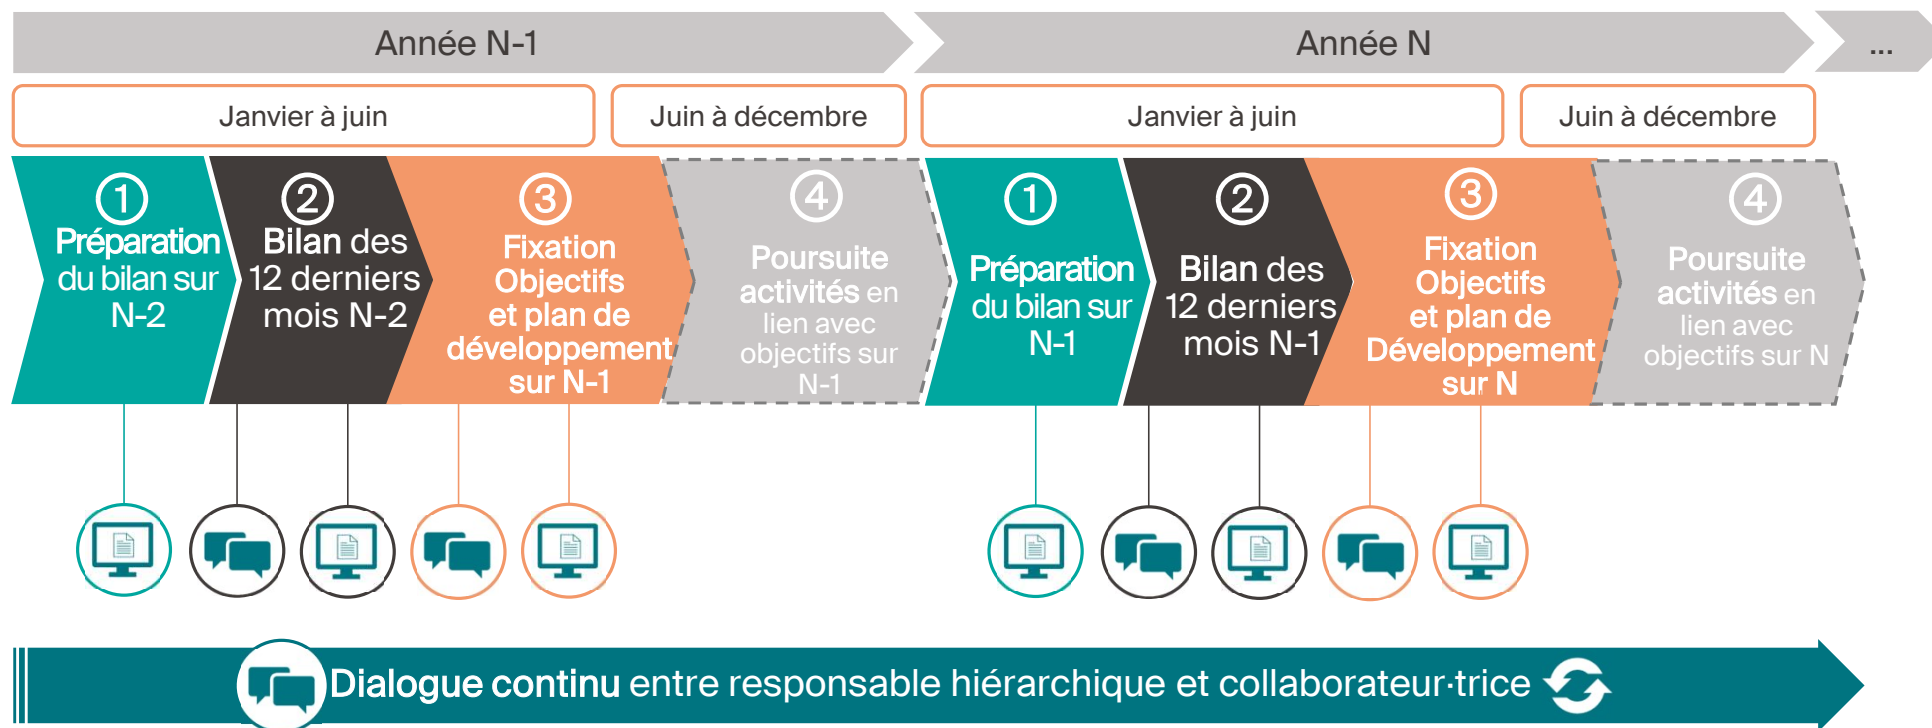 Année N-1
Année N
...
Janvier à juin
Juin à décembre
Janvier à juin
Juin à décembre
1
Préparation
du bilan sur
N-2
2
Bilan des
12 derniers
mois N-2
3
Fixation
Objectifs
et plan de
développement
sur N-1
4
Poursuite
activités en
lien avec
objectifs sur
N-1
1
Préparation
du bilan sur
N-1
2
Bilan des
12 derniers
mois N-1
3
Fixation
Objectifs
et plan de
Développement
sur N
4
Poursuite
activités en
lien avec
objectifs sur N
Dialogue continu entre responsable hiérarchique et collaborateur·trice